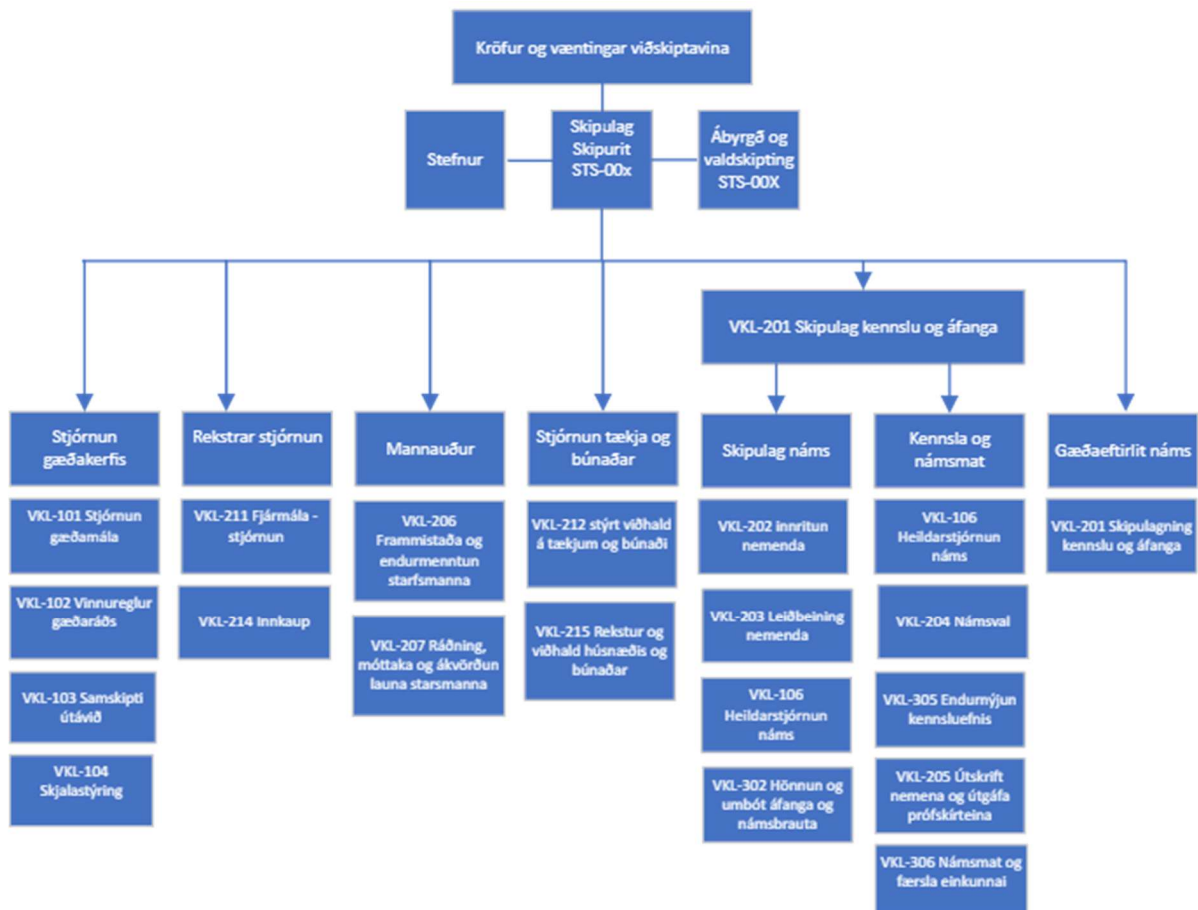 Kröfur og væntingar viðskiptavina
Stefnur
Skipulag
Skipurit
STS-00x
Ábyrgð og
valdskipting
STS-00X
VKL-201 Skipulag kennslu og áfanga
Stjórnun
gæðakerfis
Rekstrar stjórnun
Mannauður
Stjórnun tækja og
búnaðar
Skipulag náms
Kennsla og
námsmat
Gæðaeftirlit náms
VKL-101 Stjórnun
gæðamála
VKL-102 Vinnureglur
gæðaráðs
VKL-103 Samskipti
útávið
VKL-104
Skjalastýring
VKL-211 Fjármála -
stjórnun
VKL-214 Innkaup
VKL-206
Frammistaða og
endurmenntun
starfsmanna
VKL-207 Ráðning,
móttaka og ákvörðun
launa starsmanna
VKL-212 stýrt viðhald
á tækjum og búnaði
VKL-215 Rekstur og
viðhald húsnæðis og
búnaðar
VKL-202 innritun
nemenda
VKL-203 Leiðbeining
nemenda
VKL-106
Heildarstjórnun
náms
VKL-302 Hönnun og
umbót áfanga og
námsbrauta
VKL-106
Heildarstjórnun
náms
VKL-204 Námsval
VKL-305 Endurnýjun
kennsluefnis
VKL-205 Útskrift
nemena og útgáfa
prófskírteina
VKL-306 Námsmat og
færsla einkunnai
VKL-201 Skipulagning
kennslu og áfanga